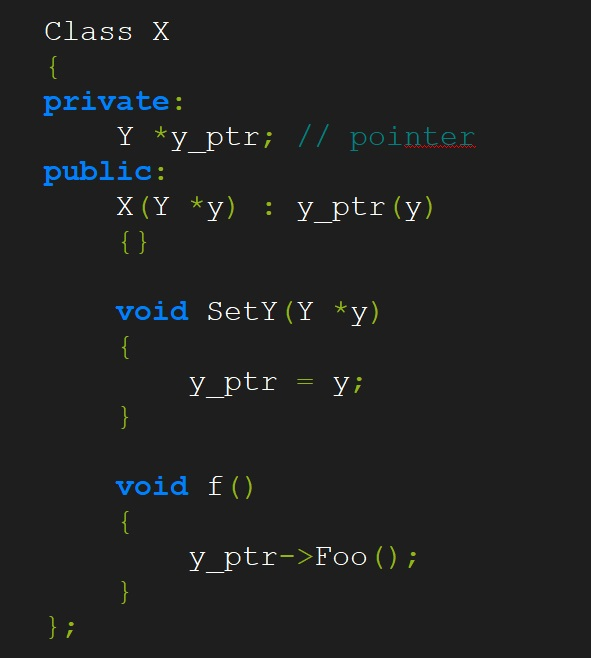 Class X
{
private:
    Y *y_ptr; // pointer
public:
    X(Y *y) : y_ptr(y)
    {}

    void SetY(Y *y)
    {
        y_ptr = y;
    }

    void f()
    {
        y_ptr->Foo();
    }
};